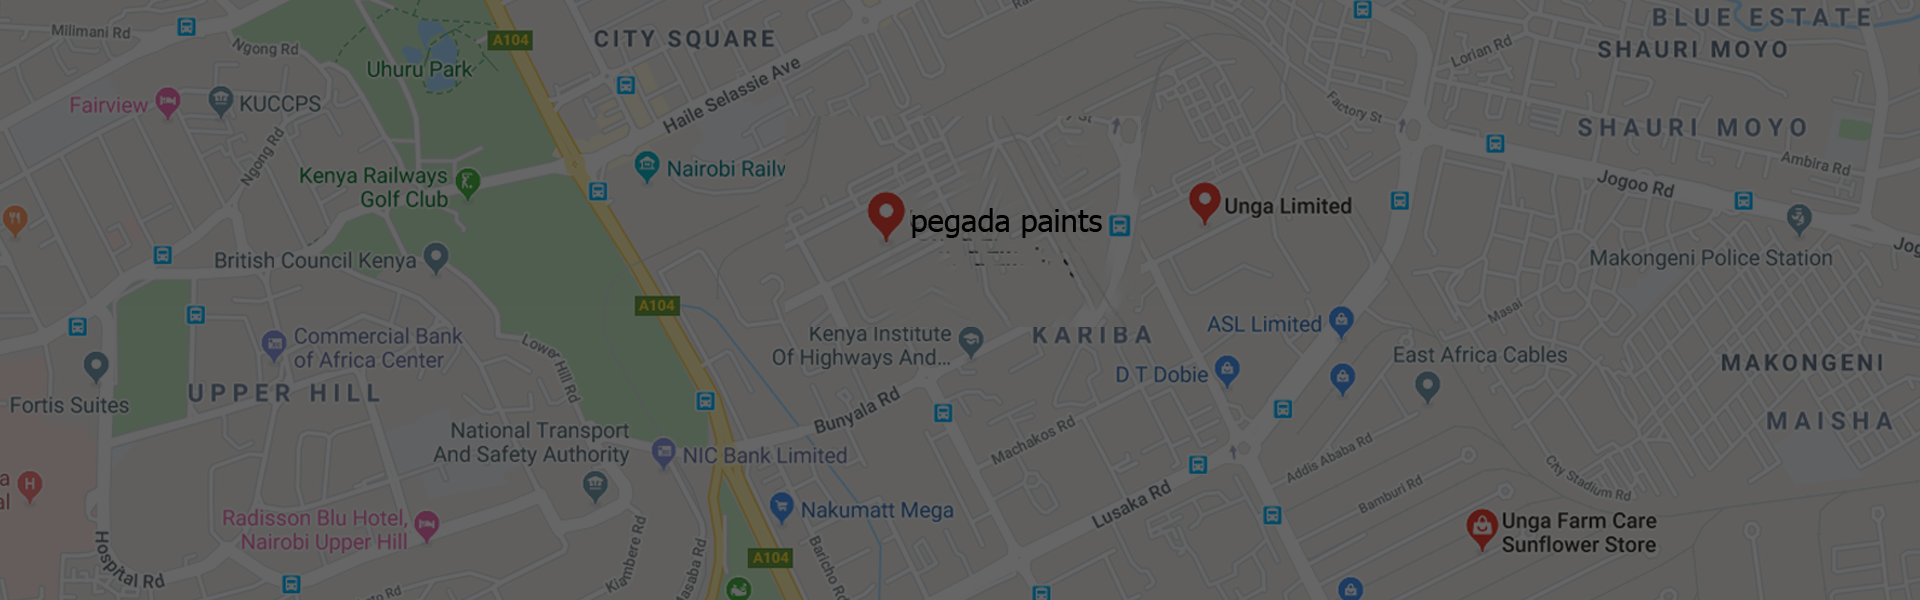 BLUE ESTATE
Milimani Rd
A104
CITY SQUARE
SHAURI MOYO
Ngong Rd
Lorian Rd
Uhuru Park
Haile Selassie Ave
Fairview
KUCCPS
Factory St
SHAURI MOYO
Ngong Rd
Ambira Rd
Kenya Railways
Golf Club
Nairobi Railv
Jogoo Rd
pegada paints
Unga Limited
British Council Kenya
Makongeni Police Station
A104
Masai
Commercial Bank
of Africa Center
Lower Hill Rd
Kenya Institute
Of Highways And...
KARIBA
ASL Limited
East Africa Cables
MAKONGENI
D T Dobie
UPPER HILL
Fortis Suites
Bunyala Rd
MAISHA
National Transport
And Safety Authority
NIC Bank Limited
Machakos Rd
Addis Ababa Rd
City Stadium Rd
H
Bamburi Rd
Lusaka Rd
Nakumatt Mega
Radisson Blu Hotel,
Nairobi Upper Hill
Unga Farm Care
Sunflower Store
Hospital Rd
Kiambere Rd
Masaba Rd
A104
Baricho Rd